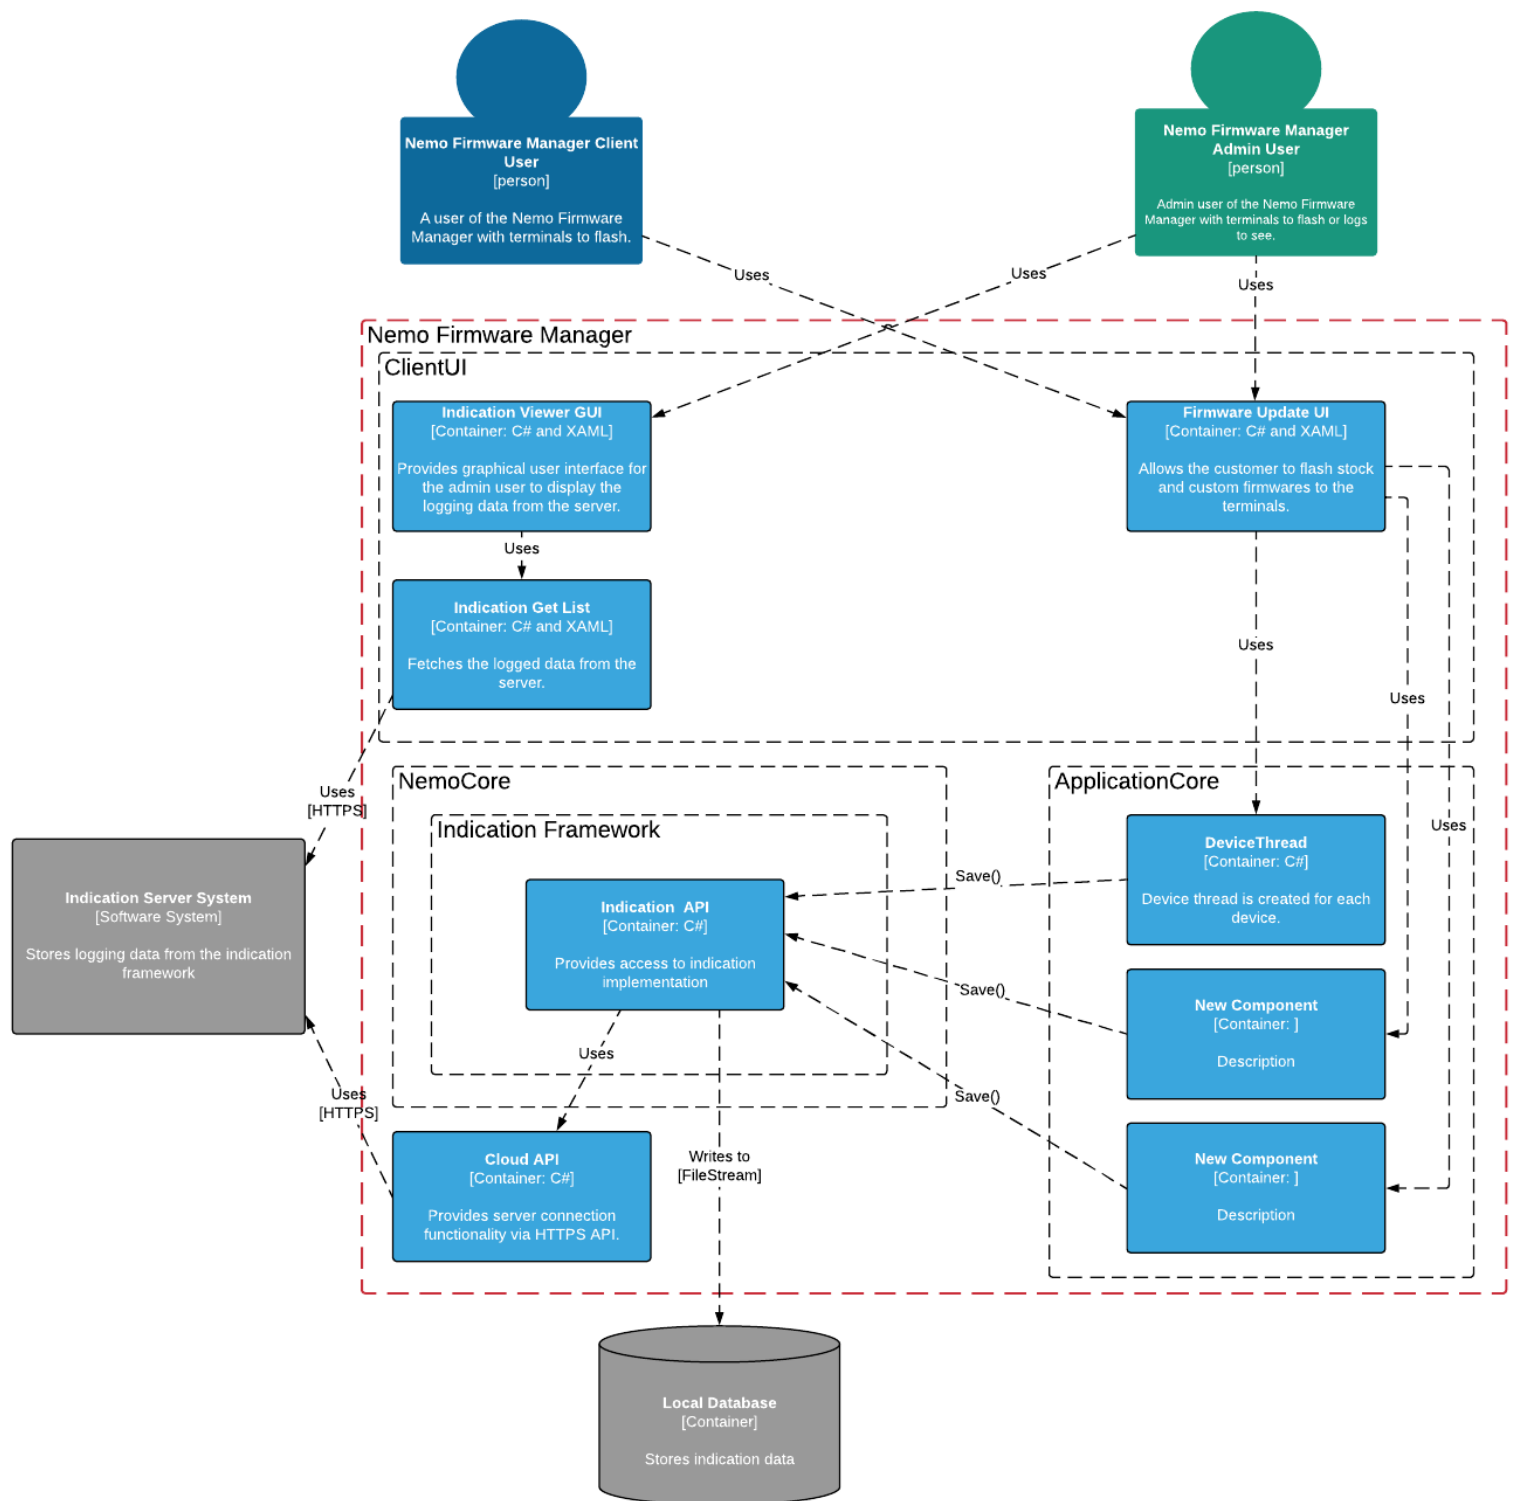 Nemo Firmware Manager Client
User
[person]
A user of the Nemo Firmware
Manager with terminals to flash.
Nemo Firmware Manager
Admin User
[person]
Admin user of the Nemo Firmware
Manager with terminals to flash or logs
to see.
Uses
Uses
Uses
Nemo Firmware Manager
ClientUI
Indication Viewer GUI
[Container: C# and XAML]
Provides graphical user interface for
the admin user to display the
logging data from the server.
Firmware Update UI
[Container: C# and XAML]
Allows the customer to flash stock
and custom firmwares to the
terminals.
Uses
Indication Get List
[Container: C# and XAML]
Fetches the logged data from the
server.
Uses
Uses
Uses
[HTTPS]
Uses
NemoCore
Indication Framework
ApplicationCore
Indication Server System
[Software System]
Stores logging data from the indication
framework
Indication  API
[Container: C#]
Provides access to indication
implementation
Save()
DeviceThread
[Container: C#]
Device thread is created for each
device.
Save()
New Component
[Container: ]
Description
Uses
Save()
Uses
[HTTPS]
Cloud API
[Container: C#]
Provides server connection
functionality via HTTPS API.
Writes to
[FileStream]
New Component
[Container: ]
Description
Local Database
[Container]
Stores indication data